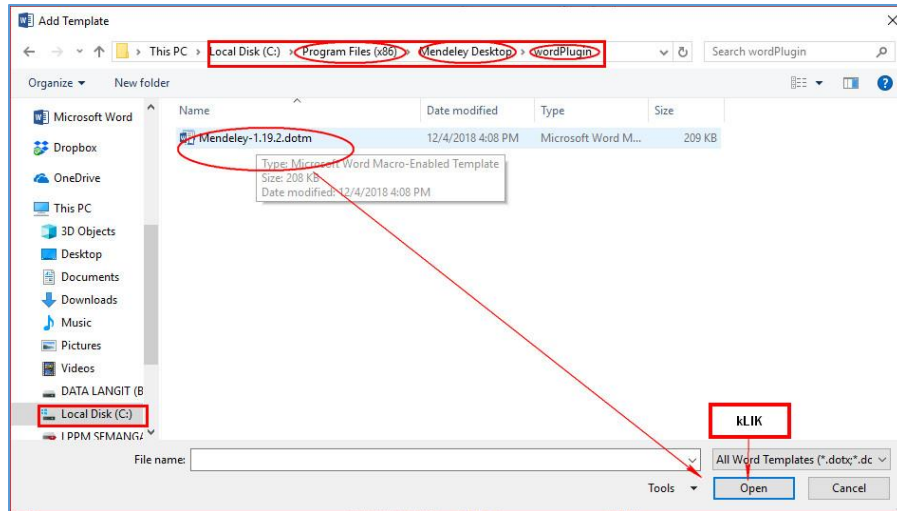 Add Template
This PC > Local Disk (C:) > Program Files (x86) > Mendeley Desktop > wordPlugin
Search wordPlugin
Organize
New folder
Name
Date modified
Type
Size
Microsoft Word
Mendeley-1.19.2.dotm
12/4/2018 4:08 PM
Microsoft Word M...
209 KB
Type: Microsoft Word Macro-Enabled Template
Size: 208 KB
Date modified: 12/4/2018 4:08 PM
Dropbox
OneDrive
This PC
3D Objects
Desktop
Documents
Downloads
Music
Pictures
Videos
DATA LANGIT (B
Local Disk (C:)
LPPM SEMANGA
kLIK
File name:
All Word Templates (*.dotx;*.dc
Tools
Open
Cancel